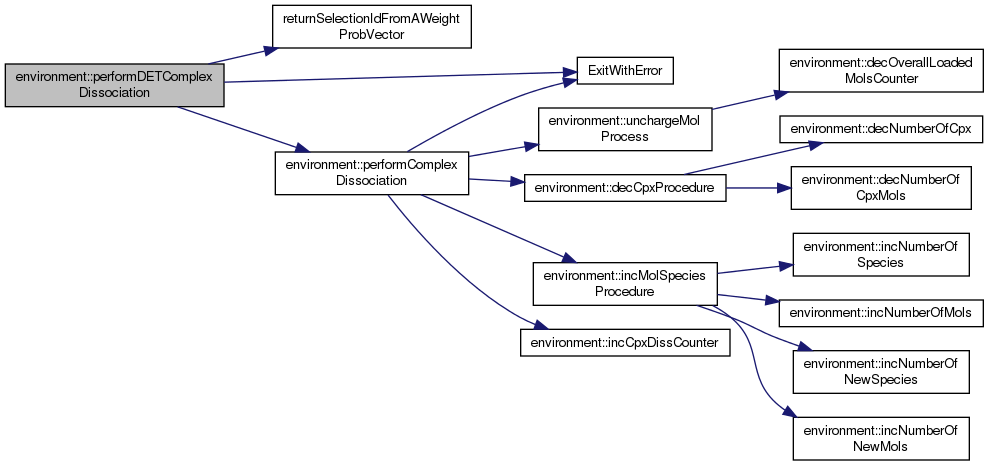 returnSelectionIdFromAWeight
ProbVector
environment::performDETComplex
Dissociation
ExitWithError
environment::decOverallLoaded
MolsCounter
environment::unchargeMol
Process
environment::decNumberOfCpx
environment::performComplex
Dissociation
environment::decCpxProcedure
environment::decNumberOf
CpxMols
environment::incNumberOf
Species
environment::incMolSpecies
Procedure
environment::incNumberOfMols
environment::incCpxDissCounter
environment::incNumberOf
NewSpecies
environment::incNumberOf
NewMols